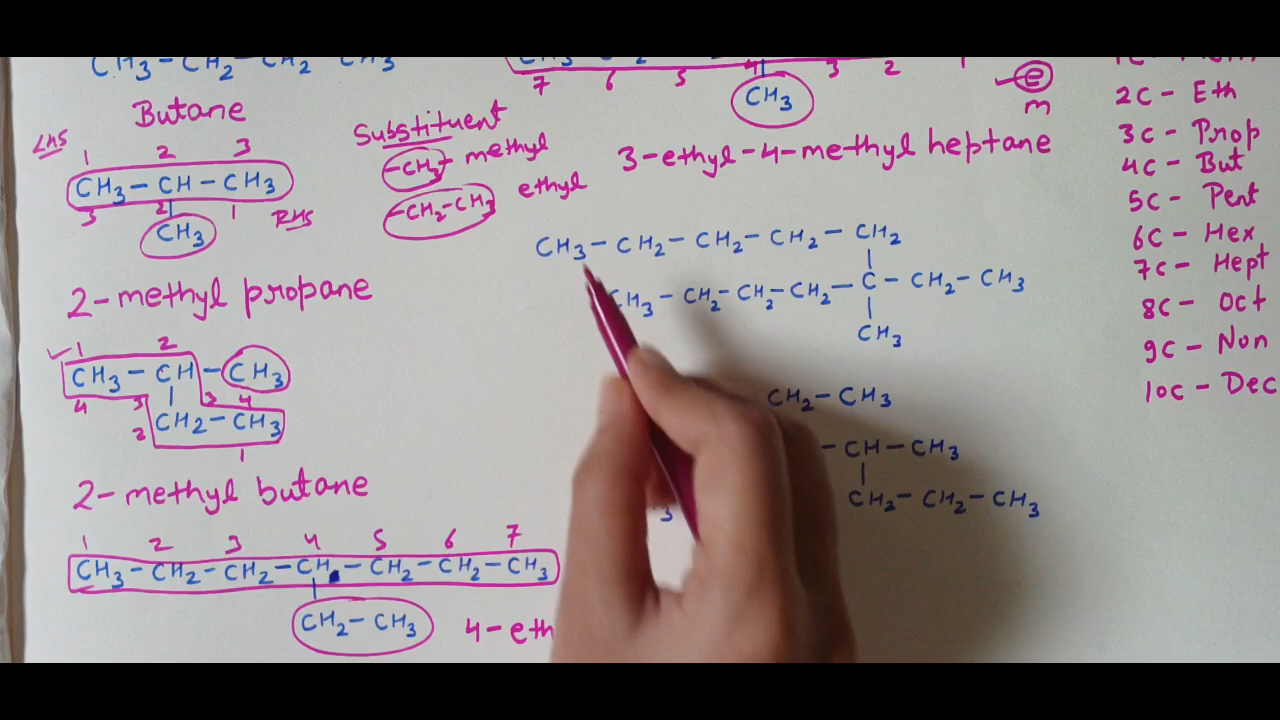 CH3 - CH2 - CH2 CH3
Butane
LHS
1 2 3
CH3 - CH - CH3
3 2 1 RHS
CH3
2-methyl propane
✓1 2
CH3 - CH - CH3
4 3 3 4
2 CH2 - CH3
1
2-methyl butane
1 2 3 4 5 6 7
CH3 - CH2 - CH2 - CH - CH2 - CH2 - CH3
CH2 - CH3 4-eth
Substituent
-CH3 methyl
-CH2-CH3 ethyl
7 6 5 4 3 2 1
CH3
e
m
3-ethyl-4-methyl heptane
CH3 - CH2 - CH2 - CH2 - CH2
CH3 - CH2 - CH2 - CH2 - C - CH2 - CH3
CH3
CH2 - CH3
- CH - CH3
3 CH2 - CH2 - CH3
2C - Eth
3C - Prop
4C - But
5C - Pent
6C - Hex
7C - Hept
8C - Oct
9C - Non
10C - Dec